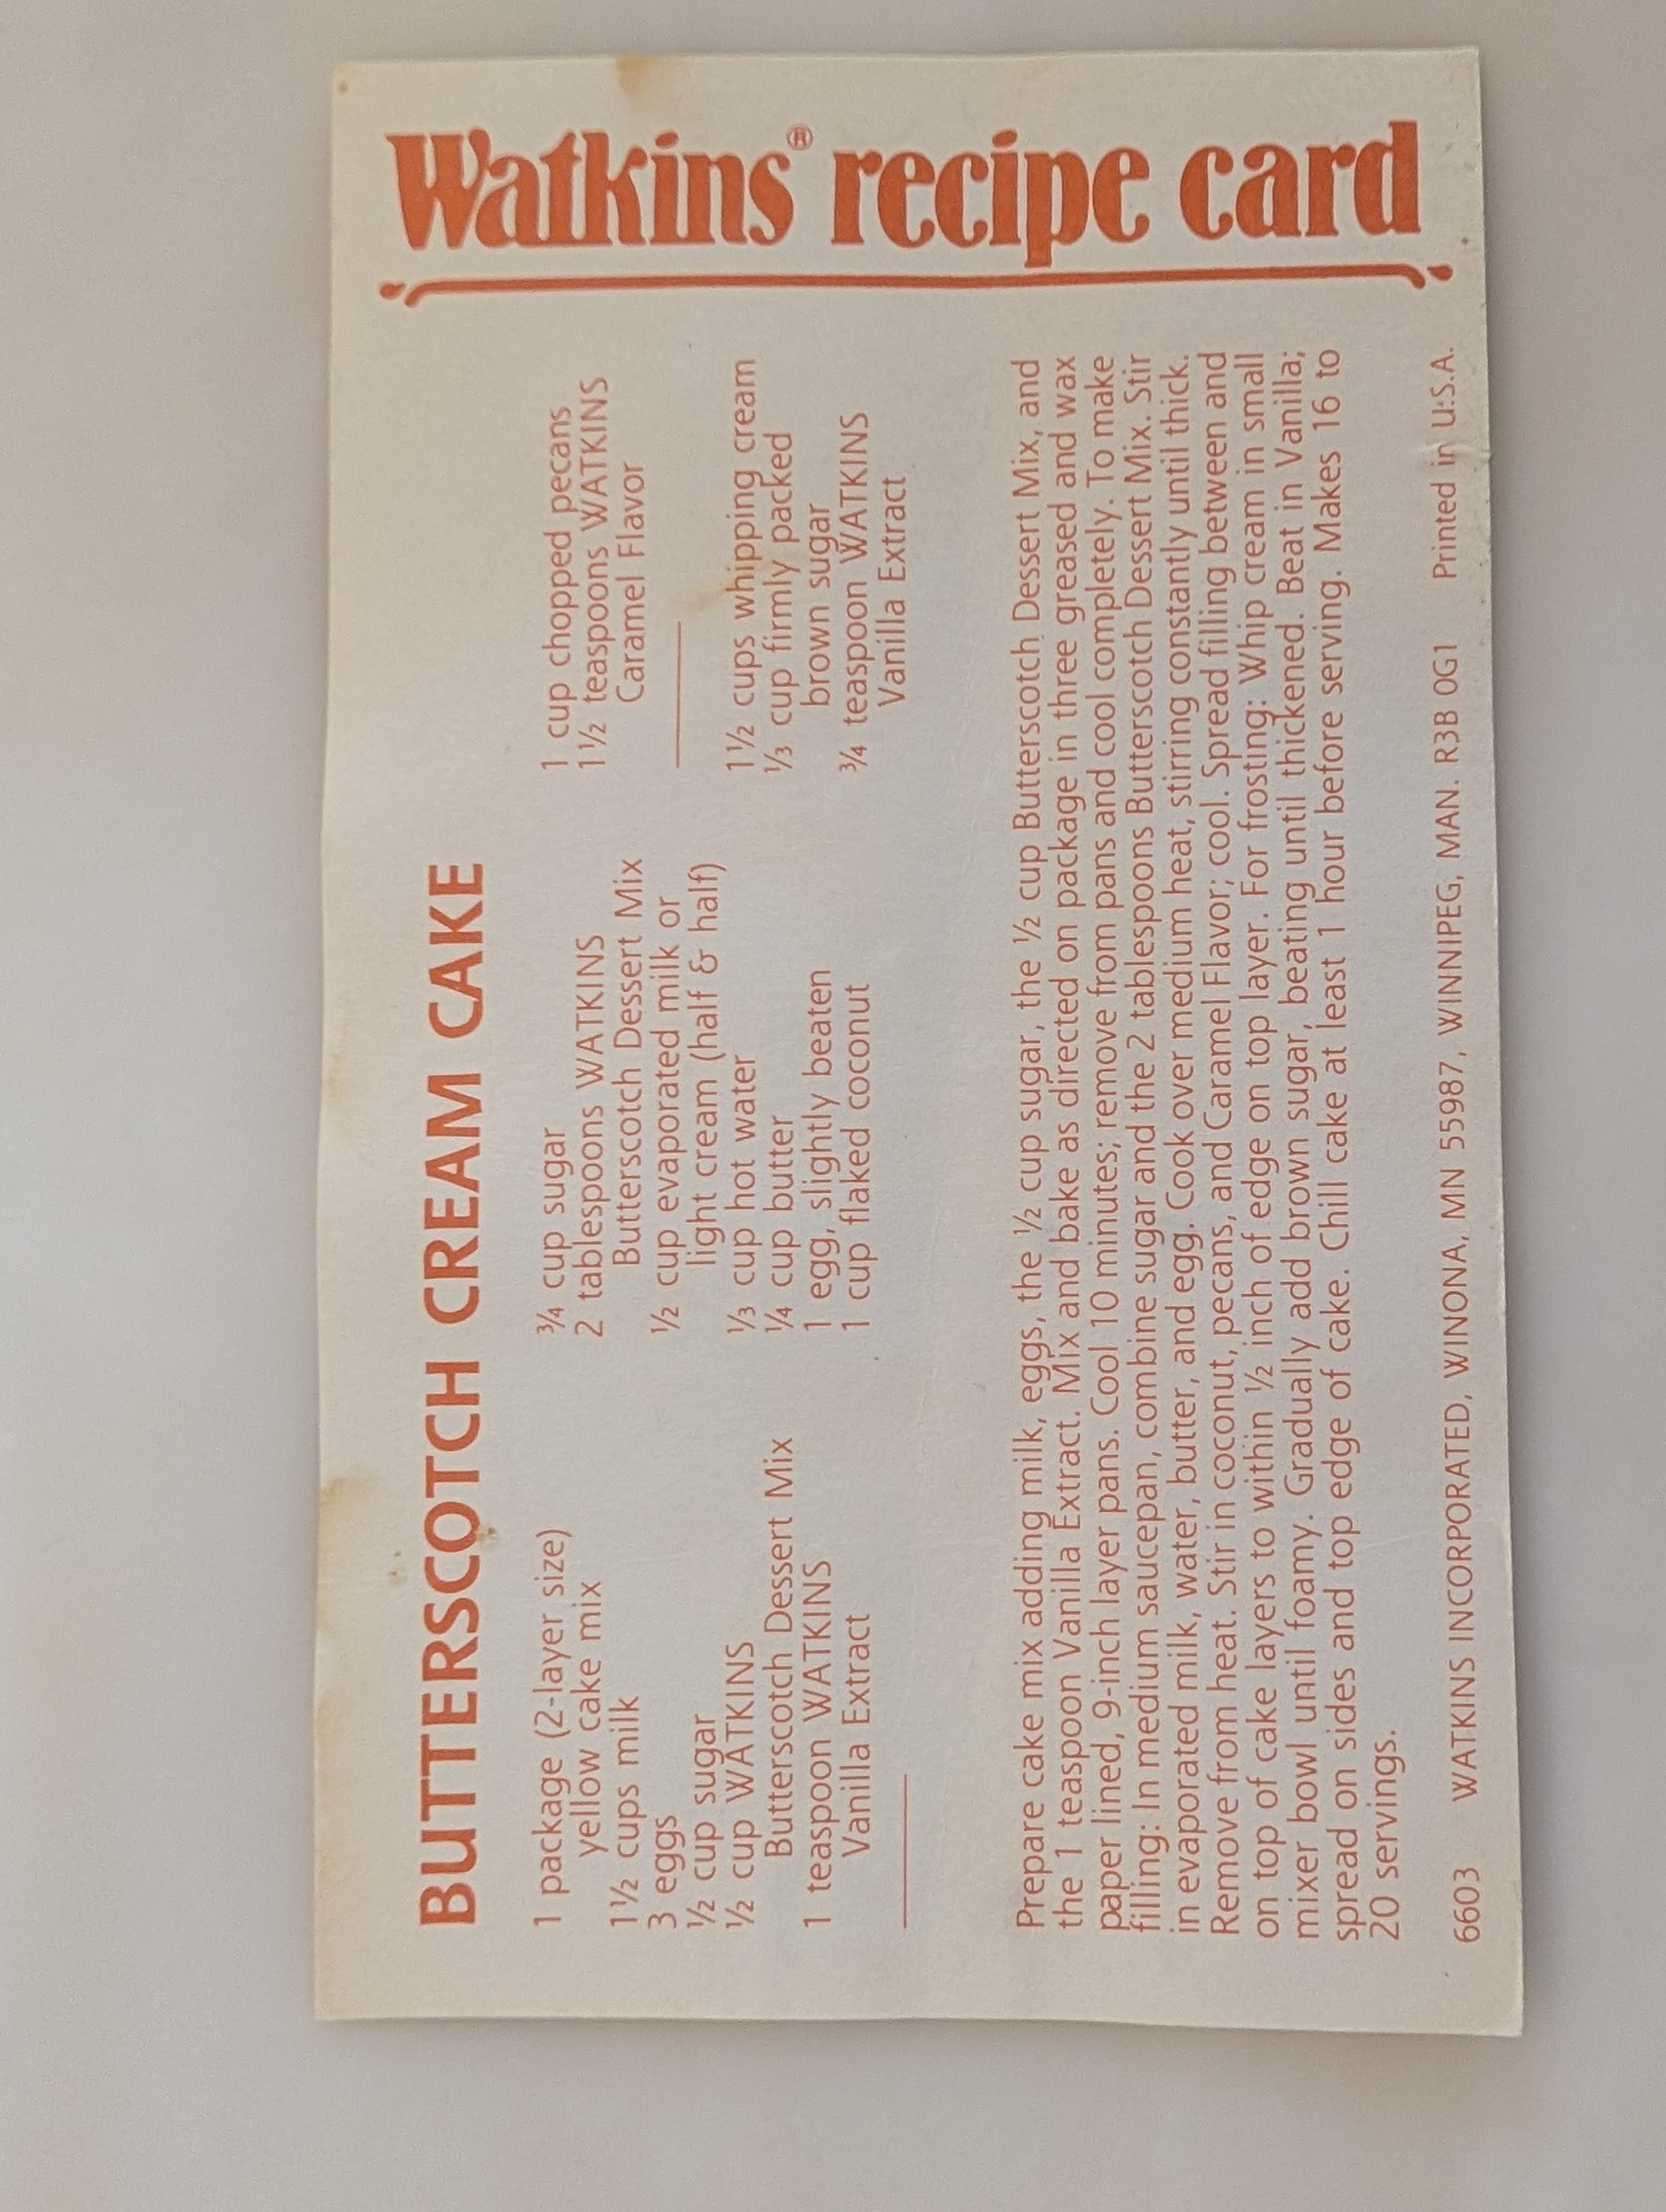 Watkins® recipe card
BUTTERSCOTCH CREAM CAKE
1 package (2-layer size)
yellow cake mix
1½ cups milk
3 eggs
½ cup sugar
½ cup WATKINS
Butterscotch Dessert Mix
1 teaspoon WATKINS
Vanilla Extract
¾ cup sugar
2 tablespoons WATKINS
Butterscotch Dessert Mix
½ cup evaporated milk or
light cream (half & half)
⅓ cup hot water
¼ cup butter
1 egg, slightly beaten
1 cup flaked coconut
1 cup chopped pecans
1½ teaspoons WATKINS
Caramel Flavor
1½ cups whipping cream
⅓ cup firmly packed
brown sugar
¾ teaspoon WATKINS
Vanilla Extract
Prepare cake mix adding milk, eggs, the ½ cup sugar, the ½ cup Butterscotch Dessert Mix, and
the 1 teaspoon Vanilla Extract. Mix and bake as directed on package in three greased and wax
paper lined, 9-inch layer pans. Cool 10 minutes; remove from pans and cool completely. To make
filling: In medium saucepan, combine sugar and the 2 tablespoons Butterscotch Dessert Mix. Stir
in evaporated milk, water, butter, and egg. Cook over medium heat, stirring constantly until thick.
Remove from heat. Stir in coconut, pecans, and Caramel Flavor; cool. Spread filling between and
on top of cake layers to within ½ inch of edge on top layer. For frosting: Whip cream in small
mixer bowl until foamy. Gradually add brown sugar, beating until thickened. Beat in Vanilla;
spread on sides and top edge of cake. Chill cake at least 1 hour before serving. Makes 16 to
20 servings.
6603 WATKINS INCORPORATED, WINONA, MN 55987, WINNIPEG, MAN. R3B 0G1 Printed in U.S.A.